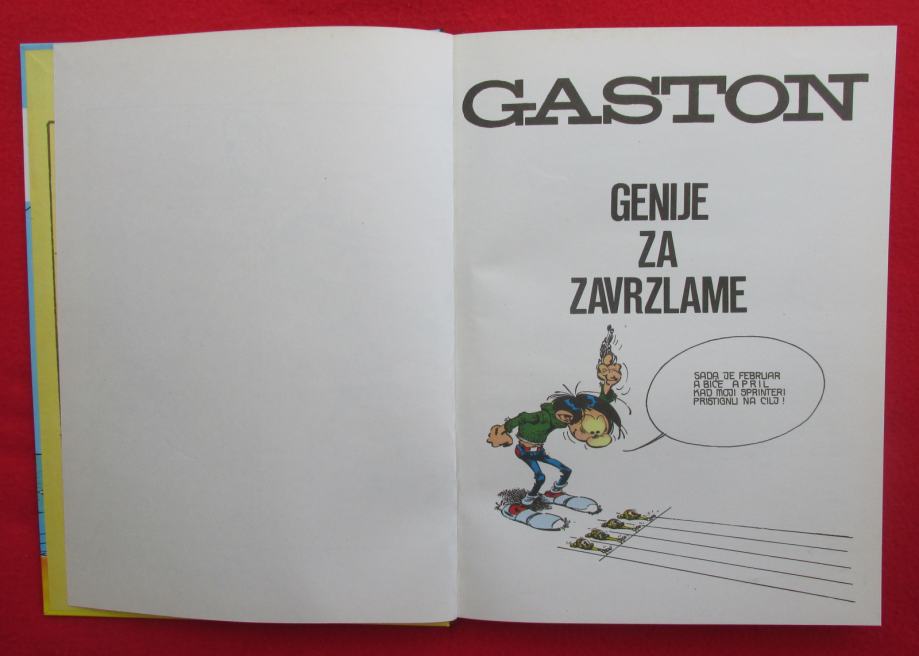 GASTON
GENIJE
ZA
ZAVRZLAME
SADA JE FEBRUAR
A BIĆE APRIL
KAD MOJI SPRINTERI
PRISTIGNU NA CILJ!